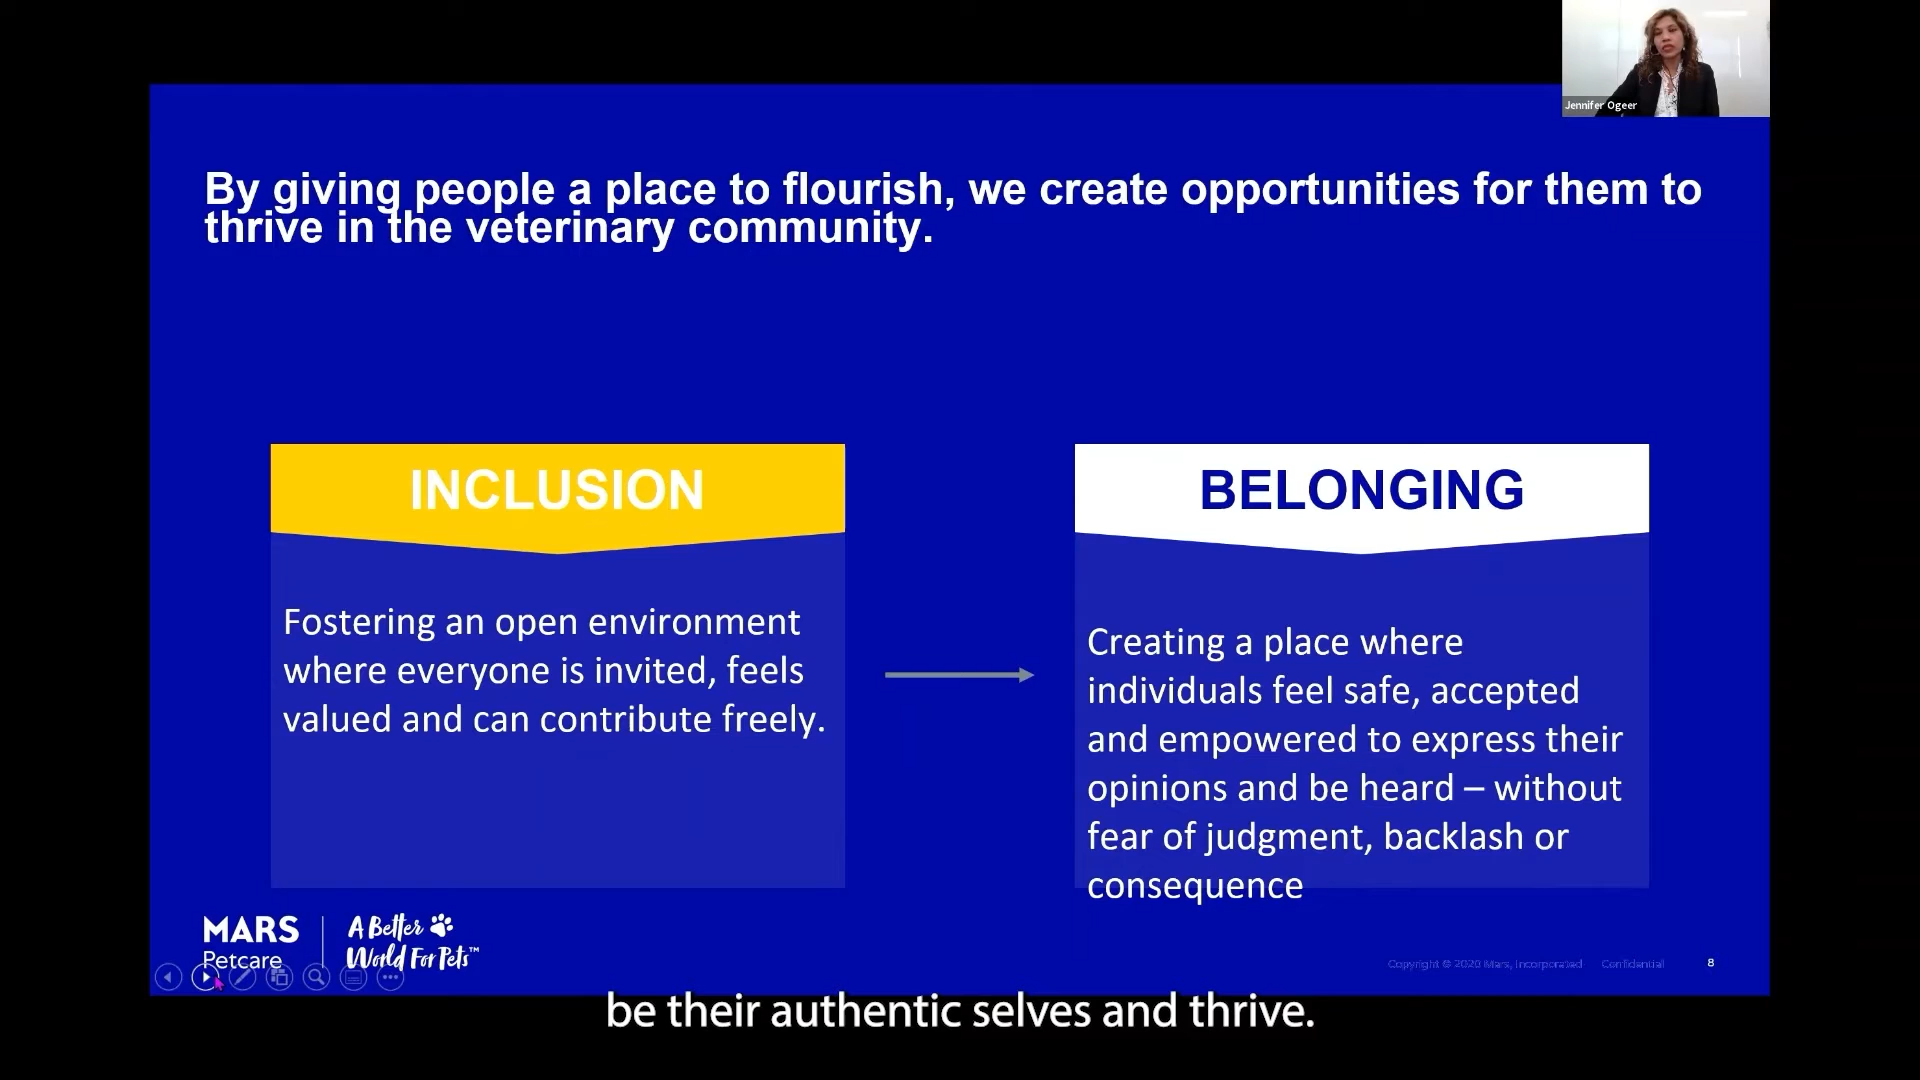 Jennifer Ogeer
By giving people a place to flourish, we create opportunities for them to
thrive in the veterinary community.
INCLUSION
Fostering an open environment
where everyone is invited, feels
valued and can contribute freely.
BELONGING
Creating a place where
individuals feel safe, accepted
and empowered to express their
opinions and be heard – without
fear of judgment, backlash or
consequence
MARS
Petcare
A Better
World For Pets™
Copyright © 2020 Mars, Incorporated Confidential
8
be their authentic selves and thrive.